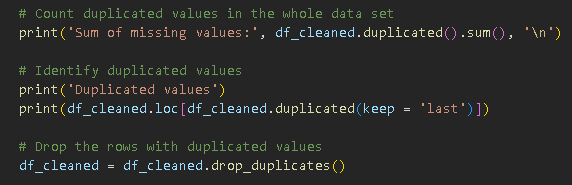 # Count duplicated values in the whole data set
print('Sum of missing values:', df_cleaned.duplicated().sum(), '\n')
# Identify duplicated values
print('Duplicated values')
print(df_cleaned.loc[df_cleaned.duplicated(keep = 'last')])
# Drop the rows with duplicated values
df_cleaned = df_cleaned.drop_duplicates()